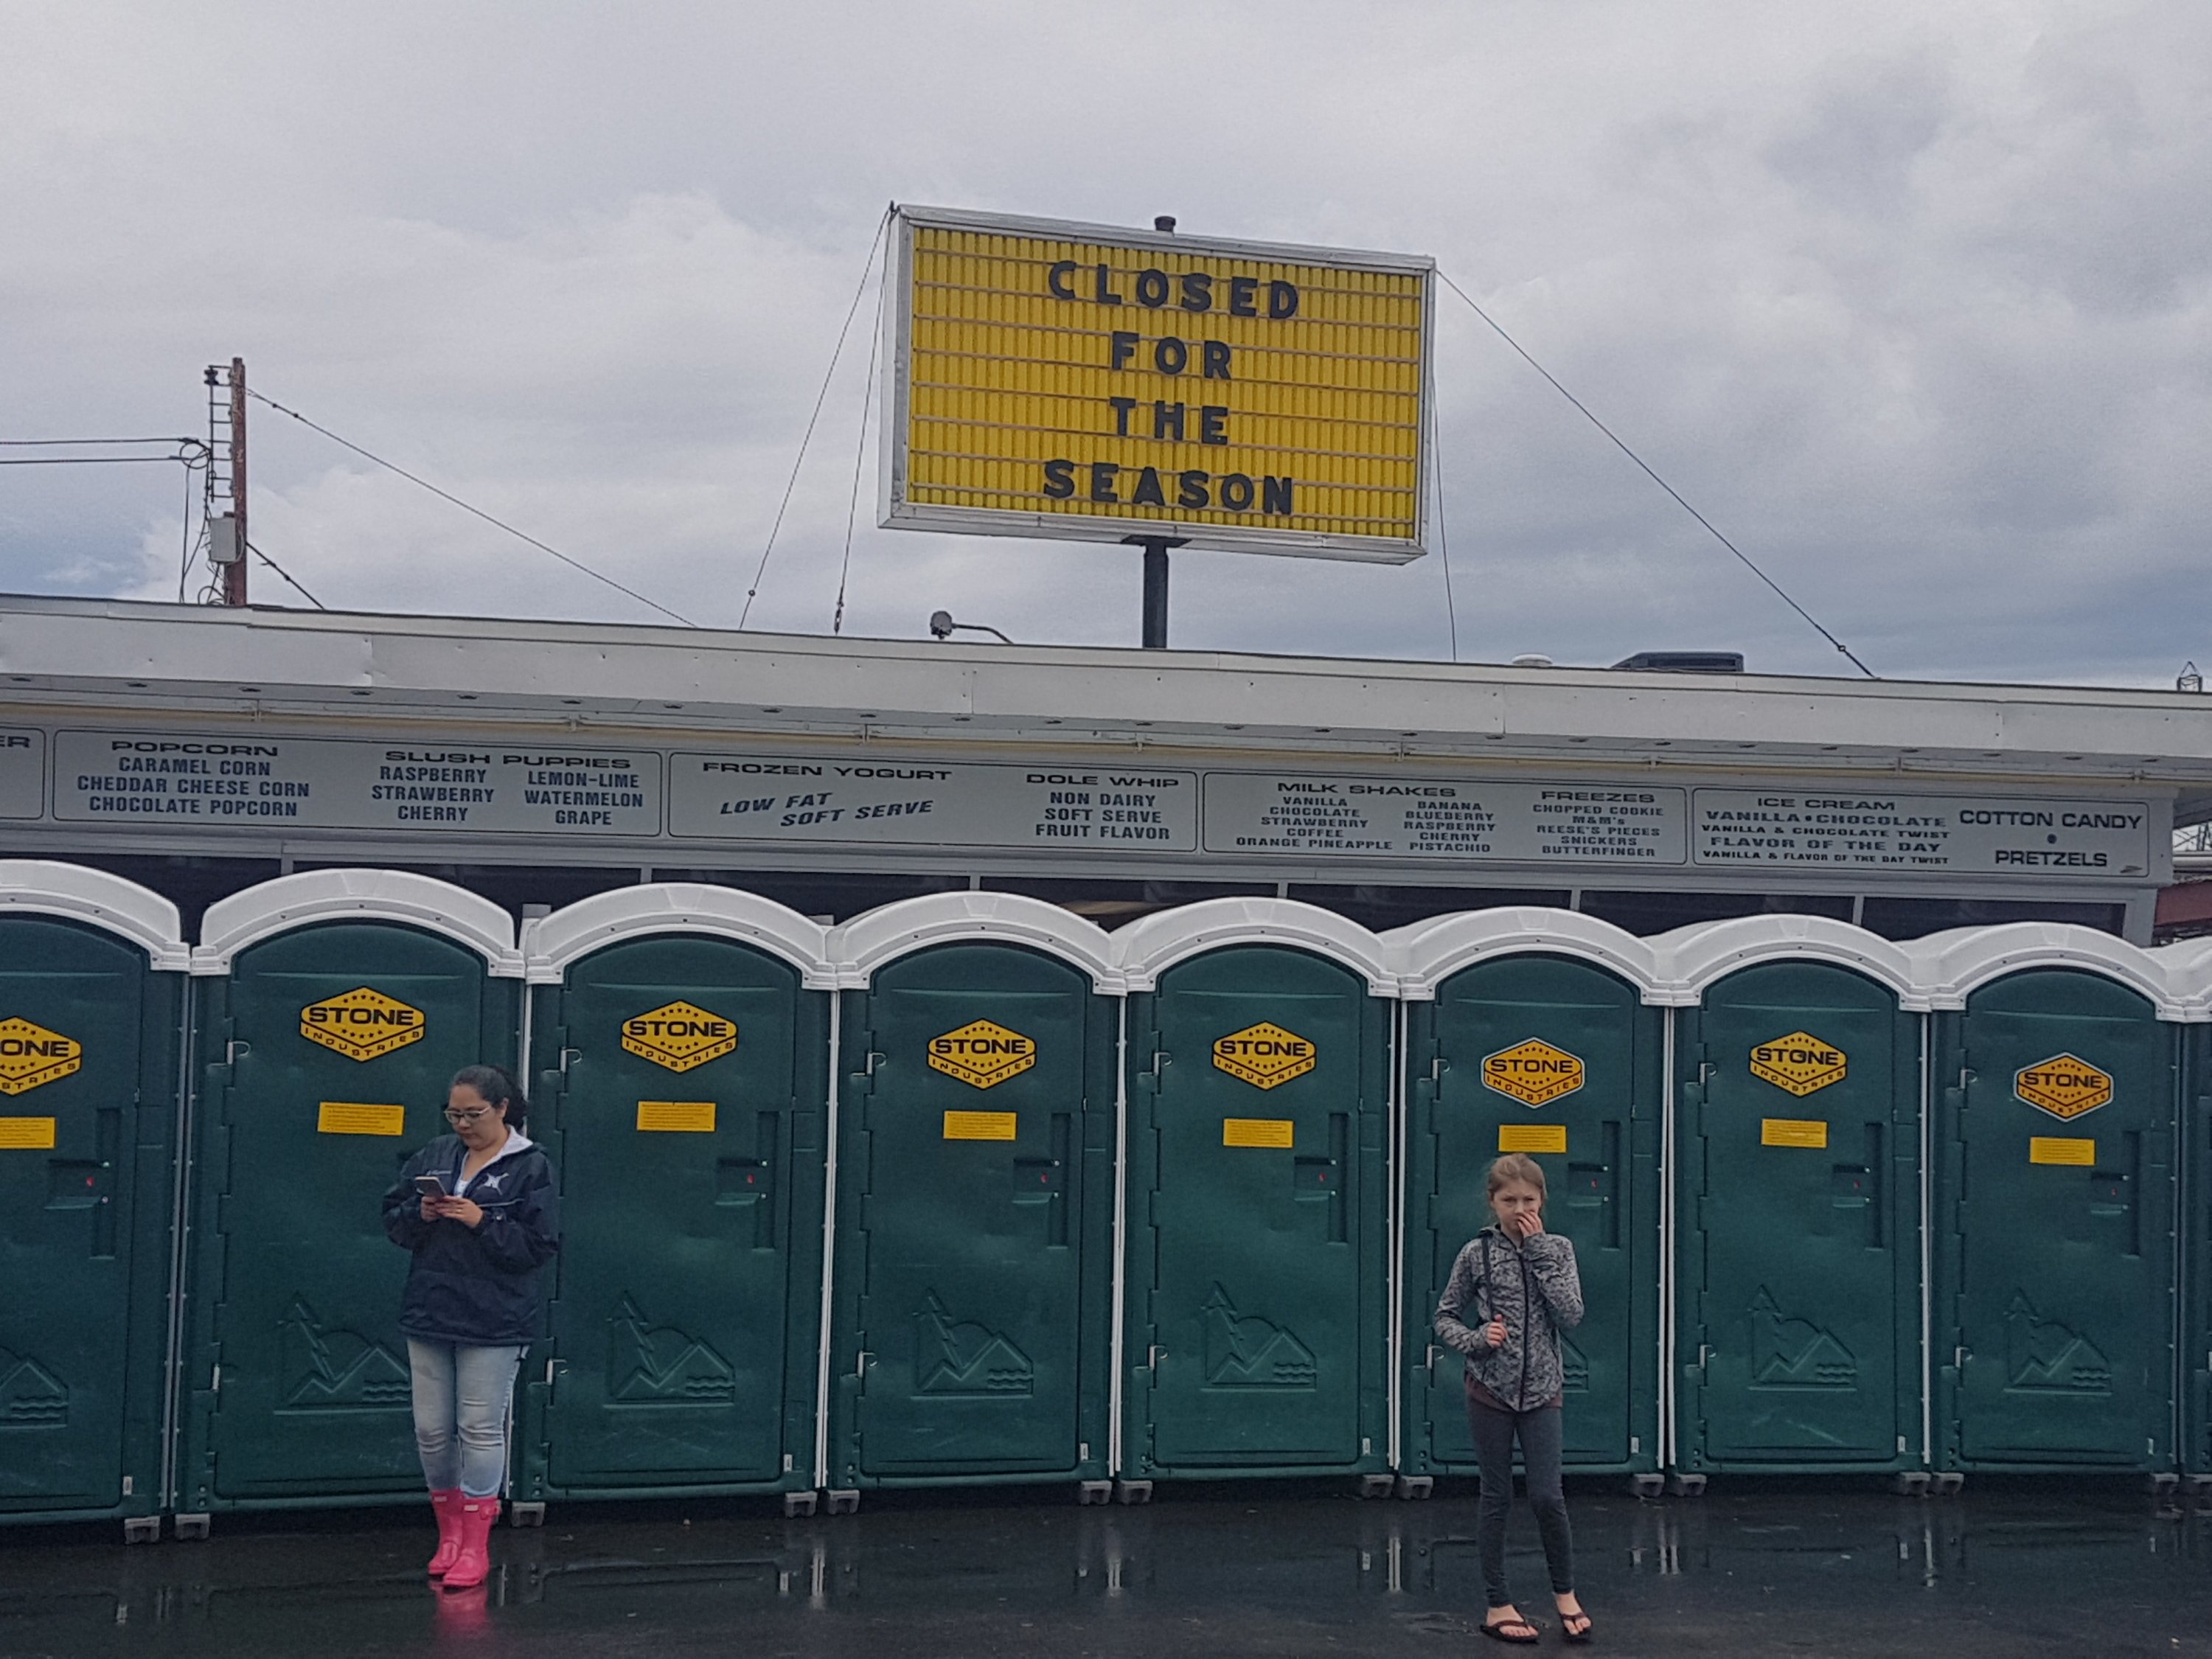 CLOSED
FOR
THE
SEASON
ER
POPCORN
CARAMEL CORN
CHEDDAR CHEESE CORN
CHOCOLATE POPCORN
SLUSH PUPPIES
RASPBERRY
STRAWBERRY
CHERRY
LEMON-LIME
WATERMELON
GRAPE
FROZEN YOGURT
LOW FAT
SOFT SERVE
DOLE WHIP
NON DAIRY
SOFT SERVE
FRUIT FLAVOR
MILK SHAKES
VANILLA
CHOCOLATE
STRAWBERRY
COFFEE
ORANGE PINEAPPLE
BANANA
BLUEBERRY
RASPBERRY
CHERRY
PISTACHIO
FREEZES
CHOPPED COOKIE
M&M's
REESE'S PIECES
SNICKERS
BUTTERFINGER
ICE CREAM
VANILLA • CHOCOLATE
VANILLA & CHOCOLATE TWIST
FLAVOR OF THE DAY
VANILLA & FLAVOR OF THE DAY TWIST
COTTON CANDY
•
PRETZELS
ONE
STRIES
STONE
INDUSTRIES
STONE
INDUSTRIES
STONE
INDUSTRIES
STONE
INDUSTRIES
STONE
INDUSTRIES
STONE
INDUSTRIES
STONE
INDUSTRIES